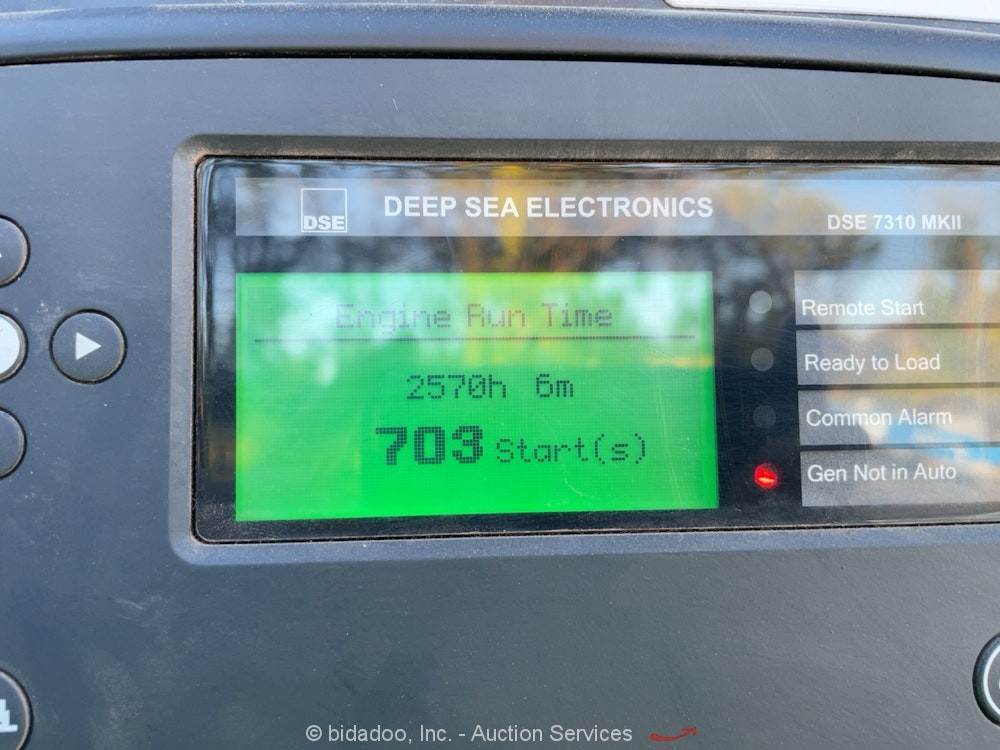 DSE
DEEP SEA ELECTRONICS
DSE 7310 MKII
Engine Run Time
2570h 6m
703 Start(s)
Remote Start
Ready to Load
Common Alarm
Gen Not in Auto
© bidadoo, Inc. - Auction Services